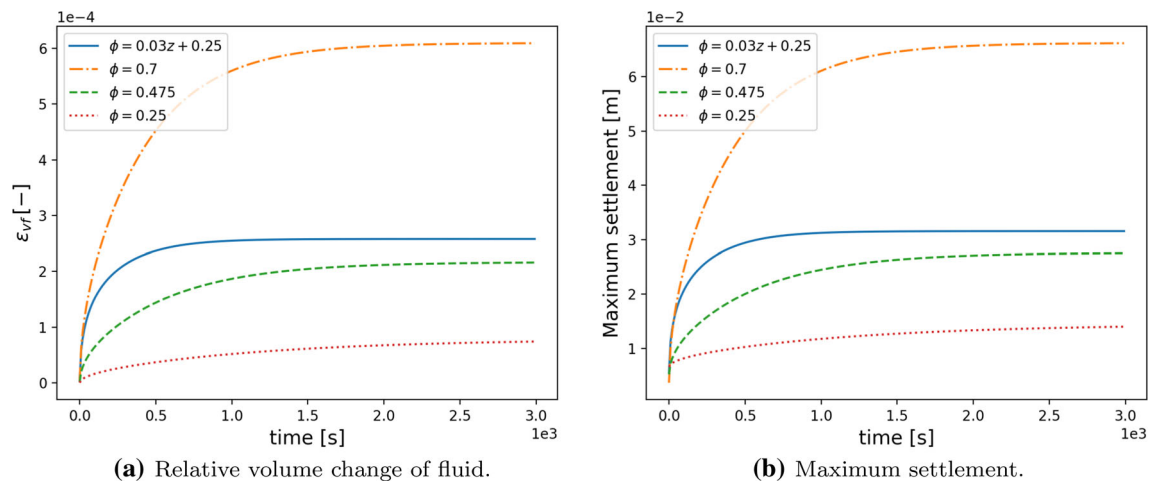 1e−4
6
5
4
3
2
1
0
ε_vf [−]
ϕ = 0.03z + 0.25
ϕ = 0.7
ϕ = 0.475
ϕ = 0.25
0.0 0.5 1.0 1.5 2.0 2.5 3.0
1e3
time [s]
(a) Relative volume change of fluid.
1e−2
6
5
4
3
2
1
Maximum settlement [m]
ϕ = 0.03z + 0.25
ϕ = 0.7
ϕ = 0.475
ϕ = 0.25
0.0 0.5 1.0 1.5 2.0 2.5 3.0
1e3
time [s]
(b) Maximum settlement.